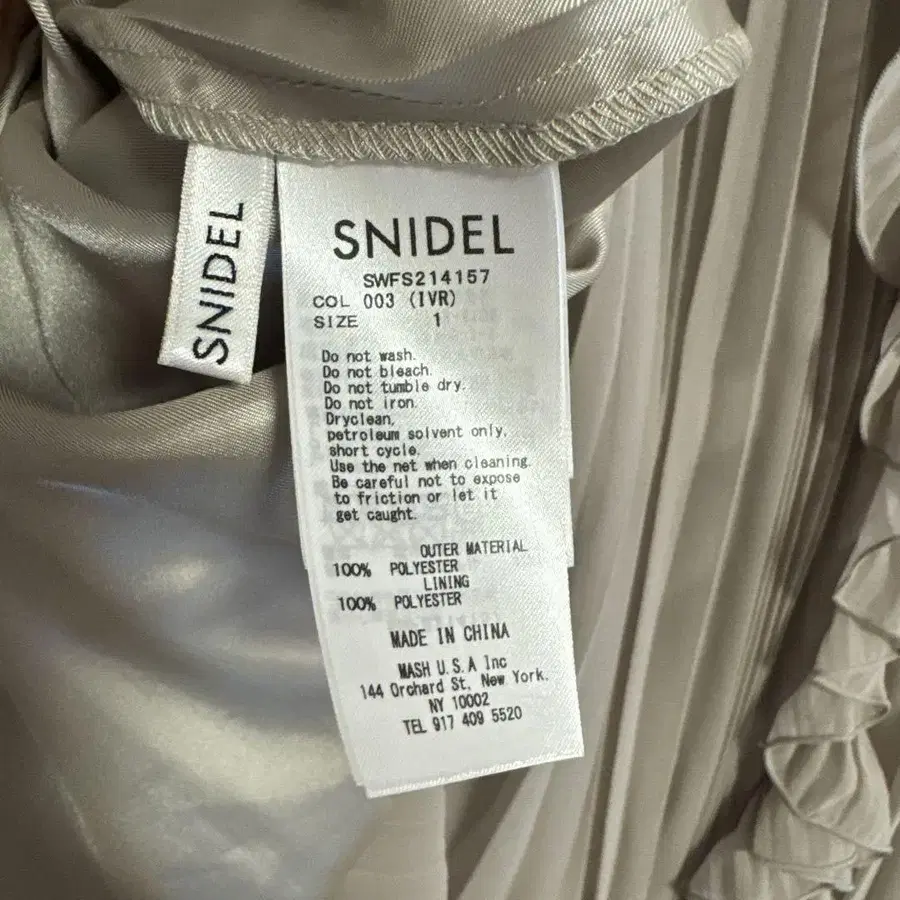 SNIDEL
SNIDEL
SWFS214157
COL 003 (IVR)
SIZE 1
Do not wash.
Do not bleach.
Do not tumble dry.
Do not iron.
Dryclean,
petroleum solvent only.
short cycle.
Use the net when cleaning.
Be careful not to expose
to friction or let it
get caught.
OUTER MATERIAL
100% POLYESTER
LINING
100% POLYESTER
MADE IN CHINA
MASH U.S.A Inc
144 Orchard St, New York.
NY 10002
TEL 917 409 5520